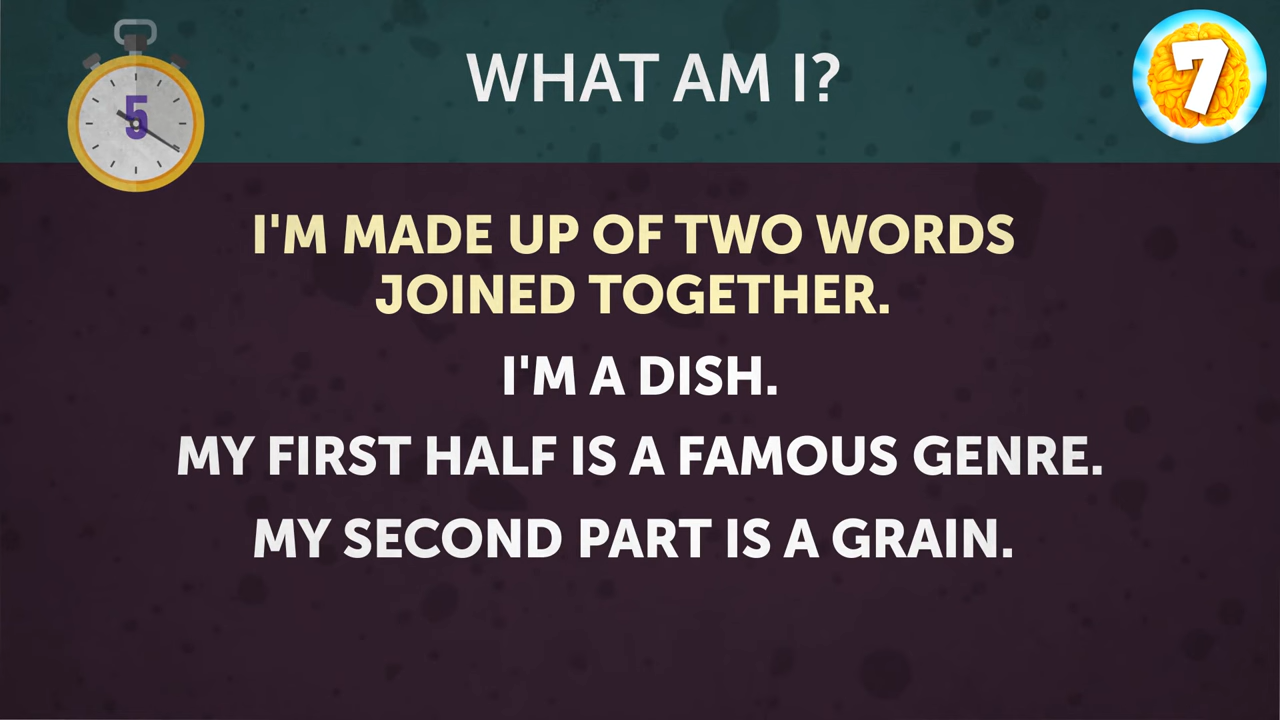 WHAT AM I?
7
5
I'M MADE UP OF TWO WORDS
JOINED TOGETHER.
I'M A DISH.
MY FIRST HALF IS A FAMOUS GENRE.
MY SECOND PART IS A GRAIN.